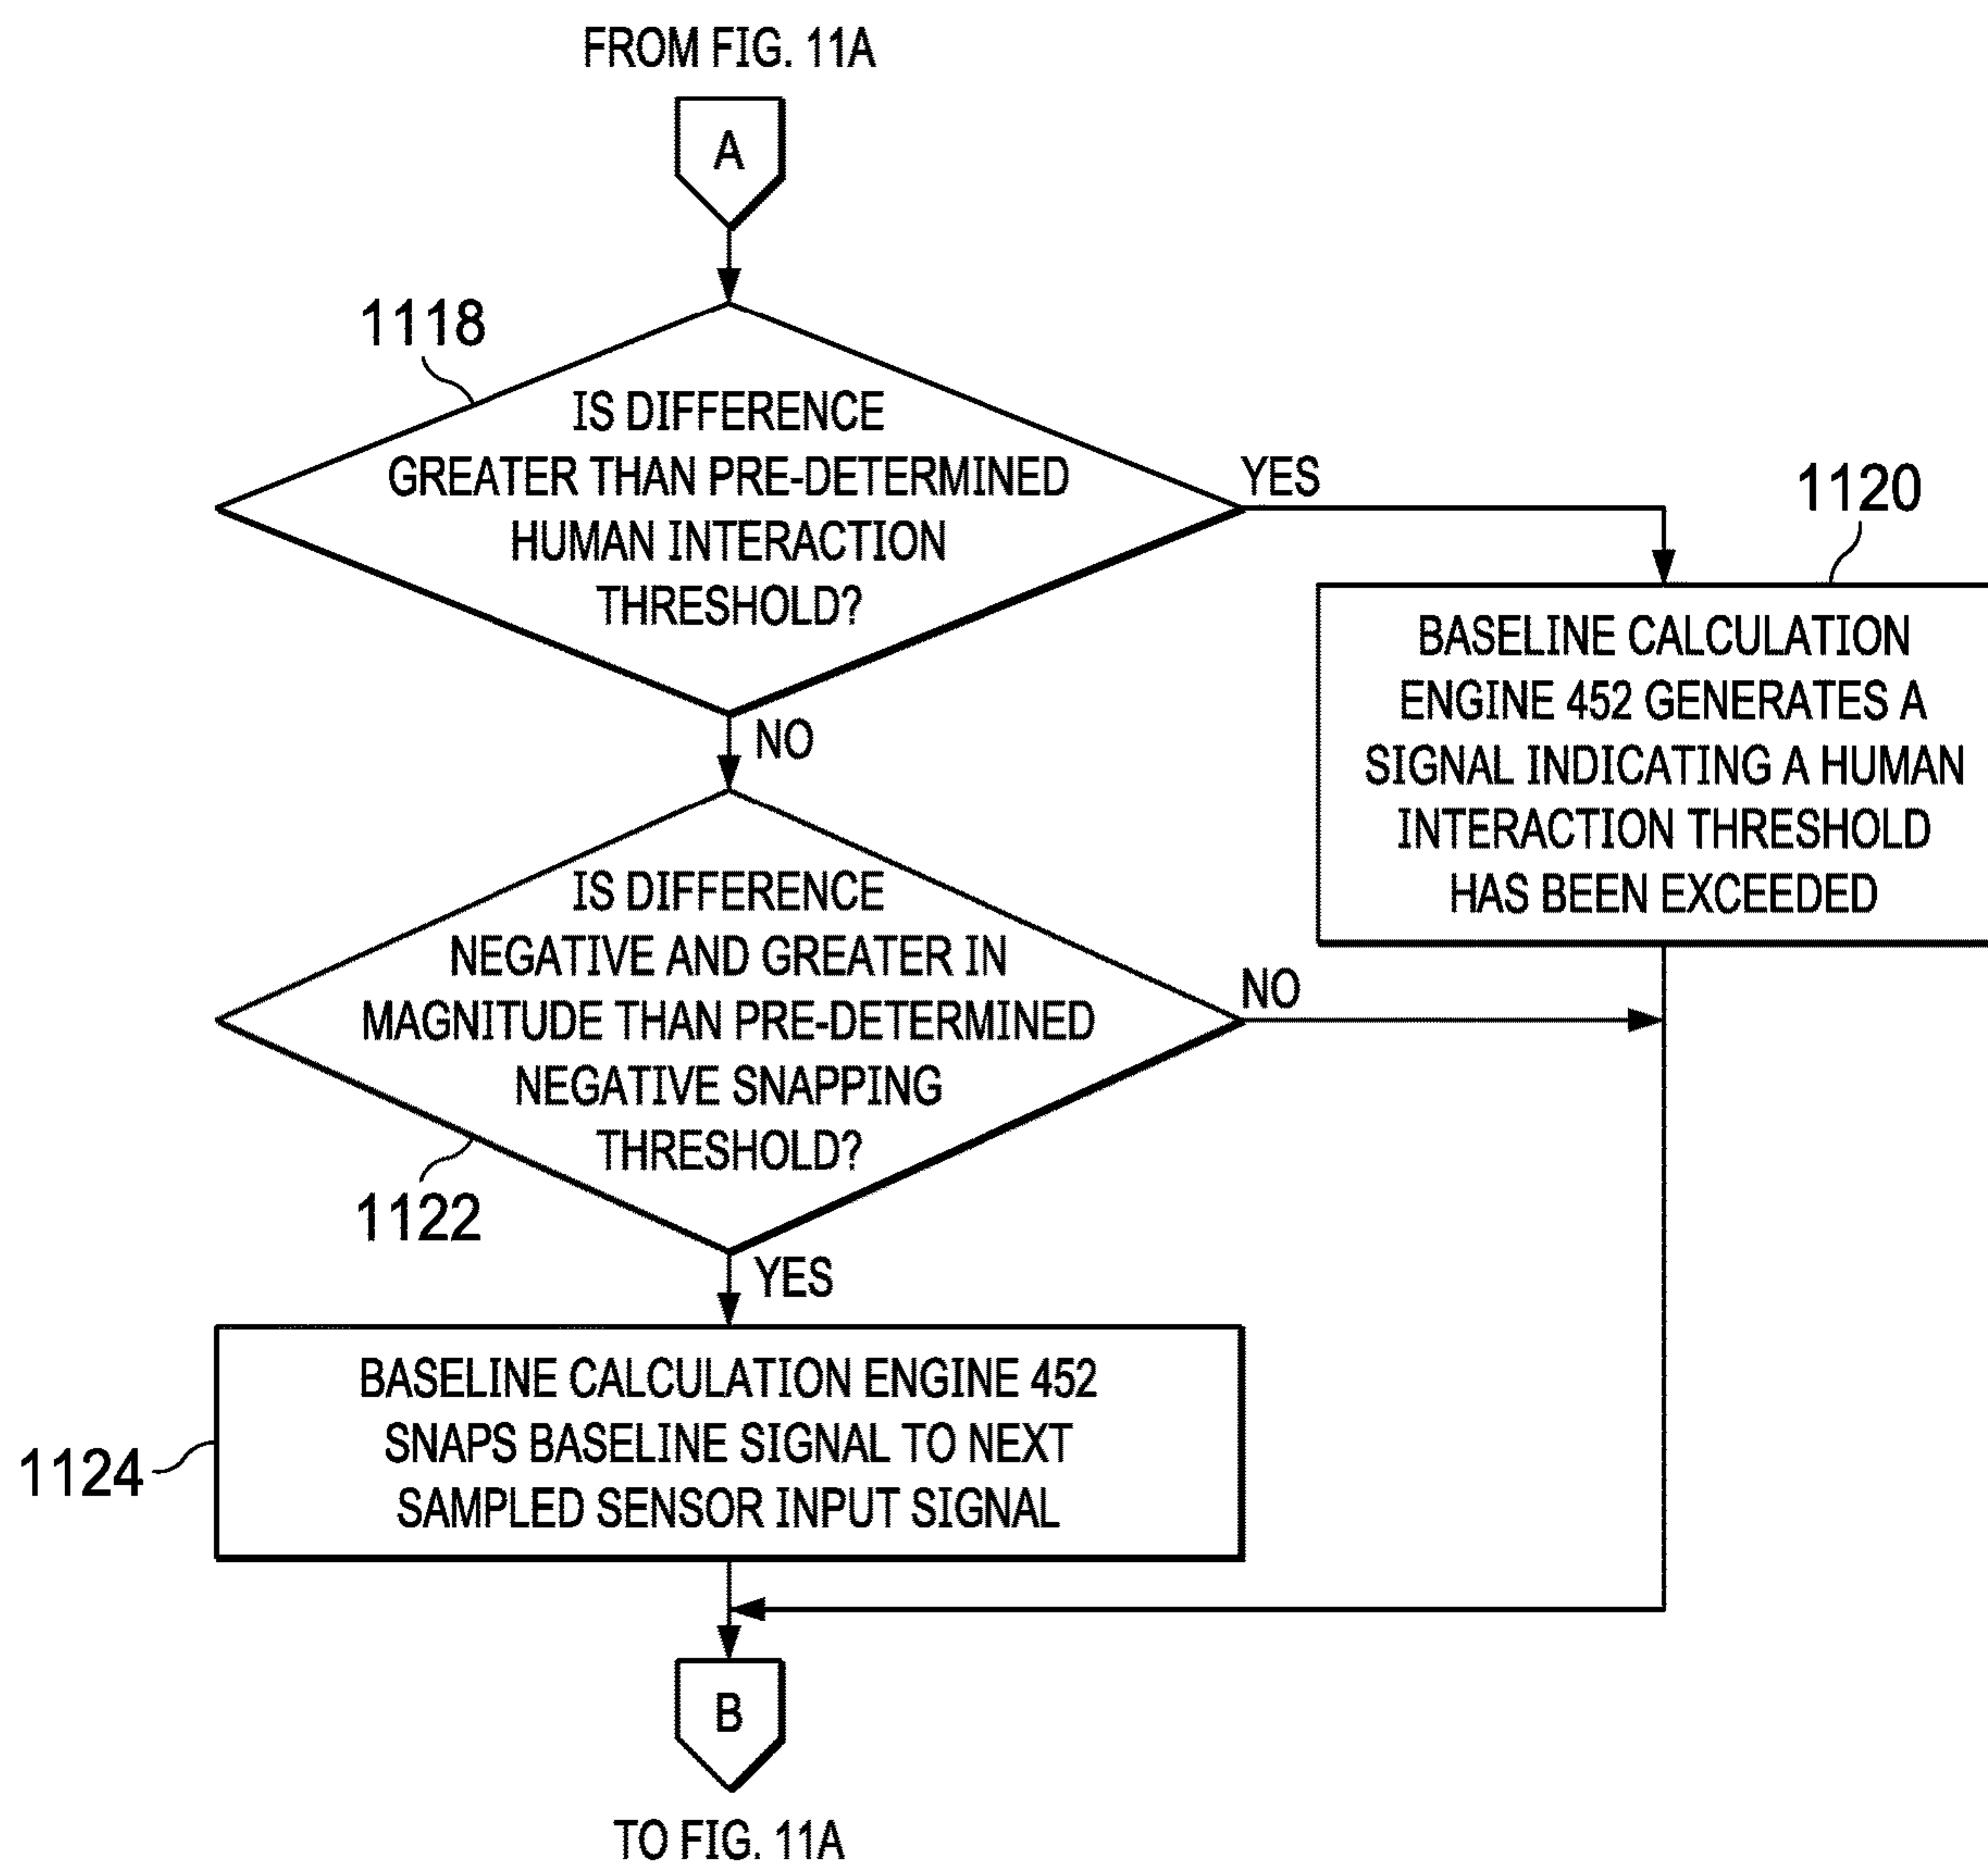 FROM FIG. 11A
A
1118
IS DIFFERENCE
GREATER THAN PRE-DETERMINED
HUMAN INTERACTION
THRESHOLD?
YES
1120
BASELINE CALCULATION
ENGINE 452 GENERATES A
SIGNAL INDICATING A HUMAN
INTERACTION THRESHOLD
HAS BEEN EXCEEDED
NO
IS DIFFERENCE
NEGATIVE AND GREATER IN
MAGNITUDE THAN PRE-DETERMINED
NEGATIVE SNAPPING
THRESHOLD?
NO
1122
YES
BASELINE CALCULATION ENGINE 452
SNAPS BASELINE SIGNAL TO NEXT
SAMPLED SENSOR INPUT SIGNAL
1124
B
TO FIG. 11A